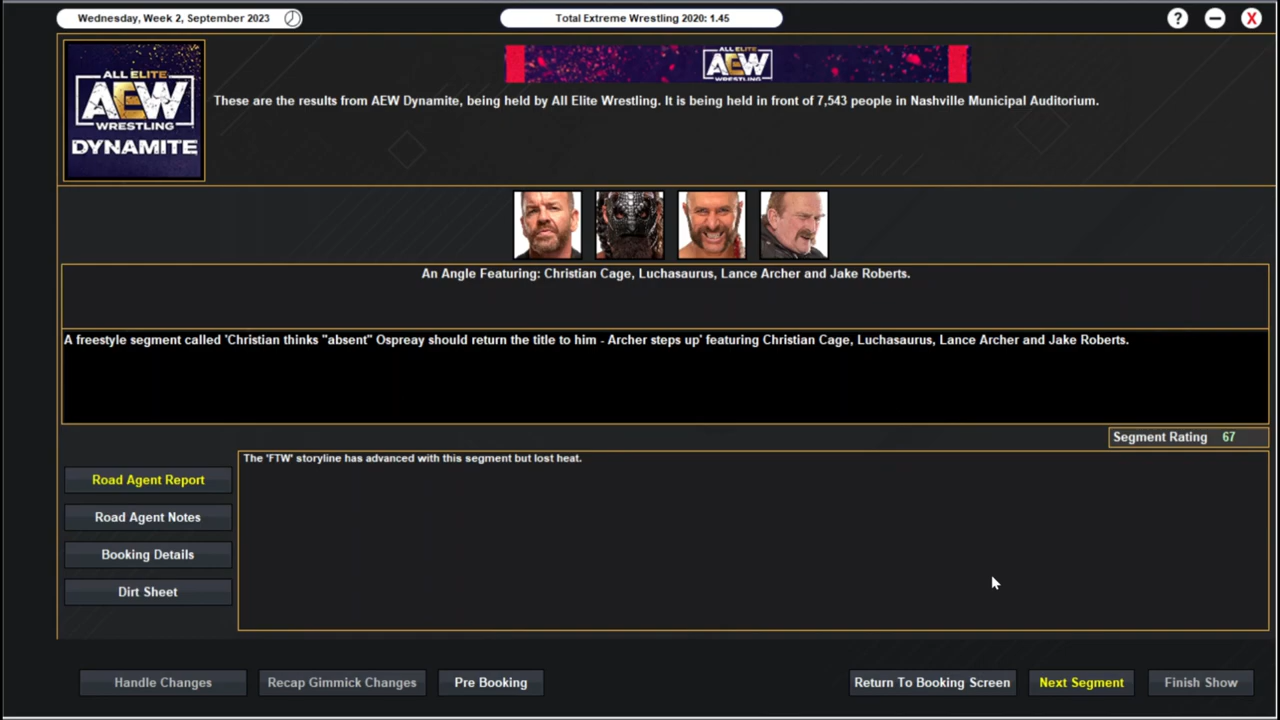 Wednesday, Week 2, September 2023
Total Extreme Wrestling 2020: 1.45
?
X
ALL ELITE
AEW
WRESTLING
DYNAMITE
ALL ELITE
AEW
WRESTLING
These are the results from AEW Dynamite, being held by All Elite Wrestling. It is being held in front of 7,543 people in Nashville Municipal Auditorium.
An Angle Featuring: Christian Cage, Luchasaurus, Lance Archer and Jake Roberts.
A freestyle segment called 'Christian thinks "absent" Ospreay should return the title to him - Archer steps up' featuring Christian Cage, Luchasaurus, Lance Archer and Jake Roberts.
Segment Rating 67
Road Agent Report
The 'FTW' storyline has advanced with this segment but lost heat.
Road Agent Notes
Booking Details
Dirt Sheet
Handle Changes
Recap Gimmick Changes
Pre Booking
Return To Booking Screen
Next Segment
Finish Show